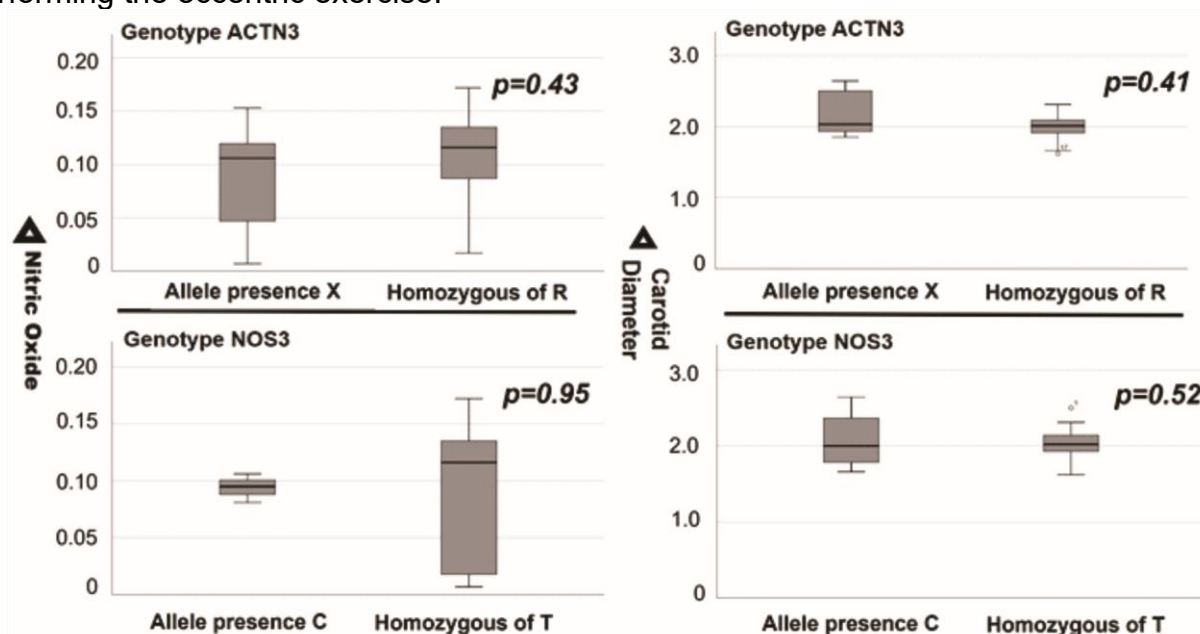 Genotype ACTN3
0.20
0.15
0.10
0.05
0
p=0.43
Allele presence X Homozygous of R
Δ Nitric Oxide
Genotype NOS3
0.20
0.15
0.10
0.05
0
p=0.95
Allele presence C Homozygous of T
Genotype ACTN3
3.0
2.0
1.0
0
p=0.41
Allele presence X Homozygous of R
Δ Carotid
Diameter
Genotype NOS3
3.0
2.0
1.0
0
p=0.52
Allele presence C Homozygous of T